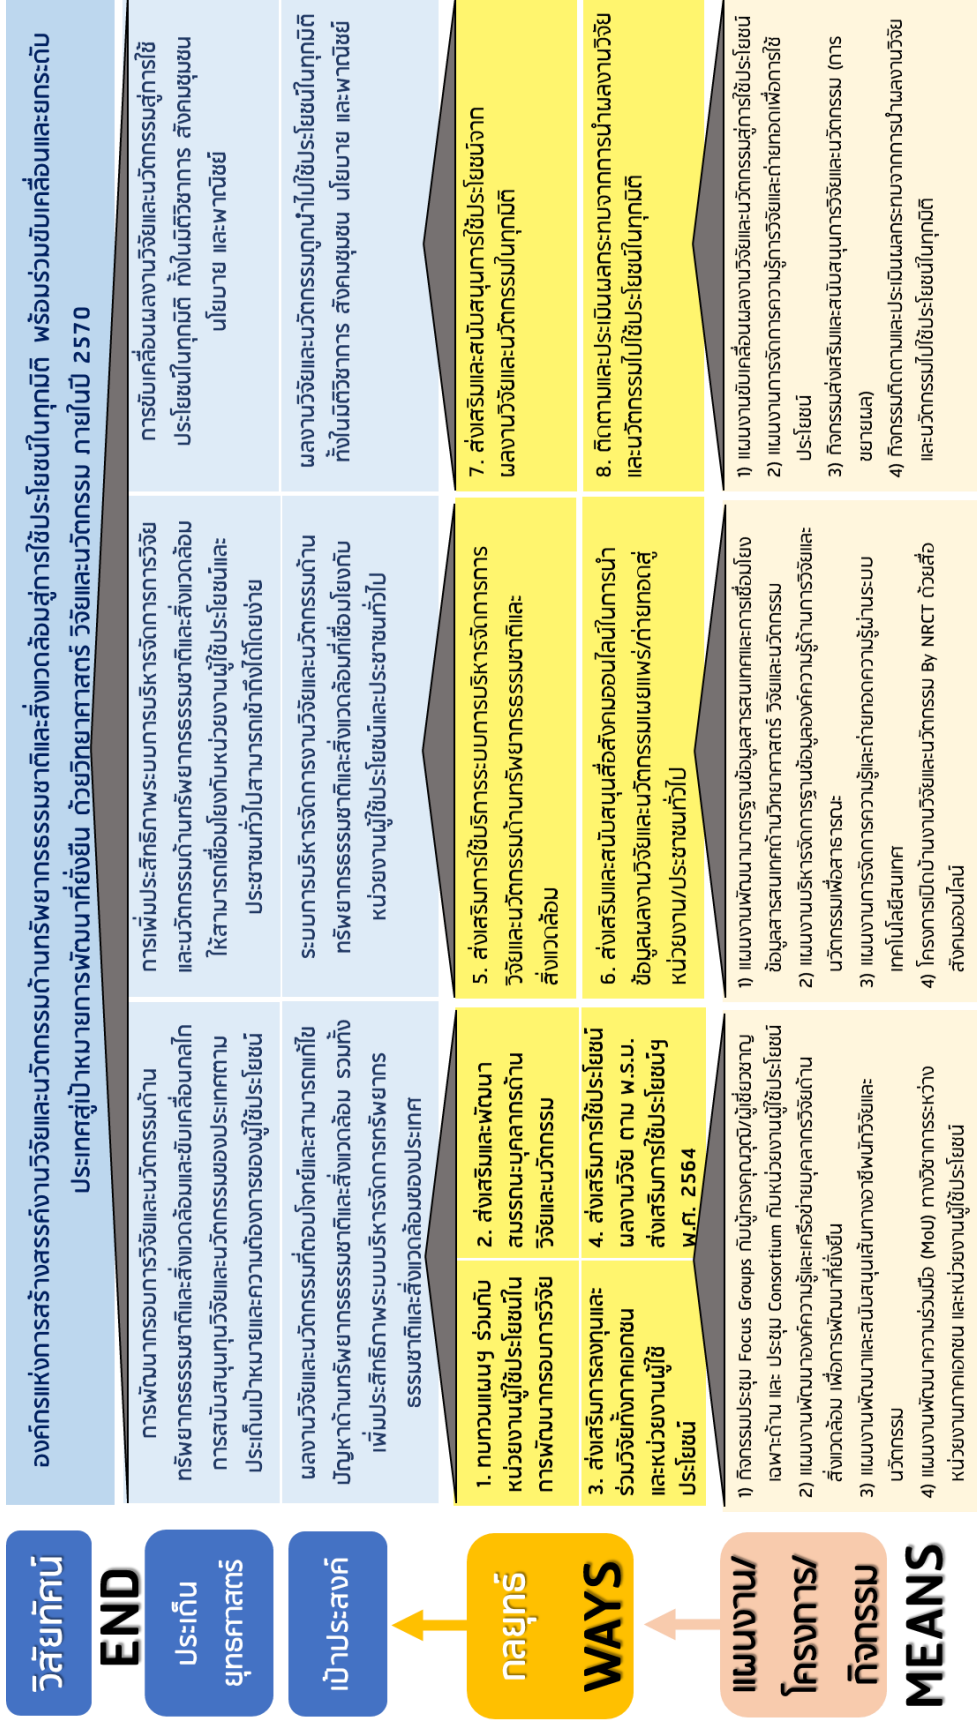 วิสัยทัศน์
องค์กรแห่งการสร้างสรรค์งานวิจัยและนวัตกรรมด้านทรัพยากรธรรมชาติและสิ่งแวดล้อมสู่การใช้ประโยชน์ในทุกมิติ พร้อมร่วมขับเคลื่อนและยกระดับ
ประเทศสู่เป้าหมายการพัฒนาที่ยั่งยืน ด้วยวิทยาศาสตร์ วิจัยและนวัตกรรม ภายในปี 2570
END
ประเด็น
ยุทธศาสตร์
การพัฒนากรอบการวิจัยและนวัตกรรมด้าน
ทรัพยากรธรรมชาติและสิ่งแวดล้อมและขับเคลื่อนกลไก
การสนับสนุนทุนวิจัยและนวัตกรรมของประเทศตาม
ประเด็นเป้าหมายและความต้องการของผู้ใช้ประโยชน์
การเพิ่มประสิทธิภาพระบบการบริหารจัดการการวิจัย
และนวัตกรรมด้านทรัพยากรธรรมชาติและสิ่งแวดล้อม
ให้สามารถเชื่อมโยงกับหน่วยงานผู้ใช้ประโยชน์และ
ประชาชนทั่วไปสามารถเข้าถึงได้โดยง่าย
การขับเคลื่อนผลงานวิจัยและนวัตกรรมสู่การใช้
ประโยชน์ในทุกมิติ ทั้งในมิติวิชาการ สังคมชุมชน
นโยบาย และพาณิชย์
เป้าประสงค์
ผลงานวิจัยและนวัตกรรมที่ตอบโจทย์และสามารถแก้ไข
ปัญหาด้านทรัพยากรธรรมชาติและสิ่งแวดล้อม รวมทั้ง
เพิ่มประสิทธิภาพระบบบริหารจัดการทรัพยากร
ธรรมชาติและสิ่งแวดล้อมของประเทศ
ระบบการบริหารจัดการงานวิจัยและนวัตกรรมด้าน
ทรัพยากรธรรมชาติและสิ่งแวดล้อมที่เชื่อมโยงกับ
หน่วยงานผู้ใช้ประโยชน์และประชาชนทั่วไป
ผลงานวิจัยและนวัตกรรมถูกนำไปใช้ประโยชน์ในทุกมิติ
ทั้งในมิติวิชาการ สังคมชุมชน นโยบาย และพาณิชย์
กลยุทธ์
WAYS
1. ทบทวนแผนฯ ร่วมกับ
หน่วยงานผู้ใช้ประโยชน์ใน
การพัฒนากรอบการวิจัย
2. ส่งเสริมและพัฒนา
สมรรถนะบุคลากรด้าน
วิจัยและนวัตกรรม
3. ส่งเสริมการลงทุนและ
ร่วมวิจัยทั้งภาคเอกชน
และหน่วยงานผู้ใช้
ประโยชน์
4. ส่งเสริมการใช้ประโยชน์
ผลงานวิจัย ตาม พ.ร.บ.
ส่งเสริมการใช้ประโยชน์ฯ
พ.ศ. 2564
5. ส่งเสริมการใช้บริการระบบการบริหารจัดการการ
วิจัยและนวัตกรรมด้านทรัพยากรธรรมชาติและ
สิ่งแวดล้อม
6. ส่งเสริมและสนับสนุนสื่อสังคมออนไลน์ในการนำ
ข้อมูลผลงานวิจัยและนวัตกรรมเผยแพร่/ถ่ายทอดสู่
หน่วยงาน/ประชาชนทั่วไป
7. ส่งเสริมและสนับสนุนการใช้ประโยชน์จาก
ผลงานวิจัยและนวัตกรรมในทุกมิติ
8. ติดตามและประเมินผลกระทบจากการนำผลงานวิจัย
และนวัตกรรมไปใช้ประโยชน์ในทุกมิติ
แผนงาน/
โครงการ/
กิจกรรม
MEANS
1) กิจกรรมประชุม Focus Groups กับผู้ทรงคุณวุฒิ/ผู้เชี่ยวชาญ
เฉพาะด้าน และ ประชุม Consortium กับหน่วยงานผู้ใช้ประโยชน์
2) แผนงานพัฒนาองค์ความรู้และเครือข่ายบุคลากรวิจัยด้าน
สิ่งแวดล้อม เพื่อการพัฒนาที่ยั่งยืน
3) แผนงานพัฒนาและสนับสนุนเส้นทางอาชีพนักวิจัยและ
นวัตกรรม
4) แผนงานพัฒนาความร่วมมือ (MoU) ทางวิชาการระหว่าง
หน่วยงานภาคเอกชน และหน่วยงานผู้ใช้ประโยชน์
1) แผนงานพัฒนามาตรฐานข้อมูลสารสนเทศและการเชื่อมโยง
ข้อมูลสารสนเทศด้านวิทยาศาสตร์ วิจัยและนวัตกรรม
2) แผนงานบริหารจัดการฐานข้อมูลองค์ความรู้ด้านการวิจัยและ
นวัตกรรมเพื่อสาธารณะ
3) แผนงานการจัดการความรู้และถ่ายทอดความรู้ผ่านระบบ
เทคโนโลยีสนเทศ
4) โครงการเปิดบ้านงานวิจัยและนวัตกรรม By NRCT ด้วยสื่อ
สังคมออนไลน์
1) แผนงานขับเคลื่อนผลงานวิจัยและนวัตกรรมสู่การใช้ประโยชน์
2) แผนงานการจัดการความรู้การวิจัยและถ่ายทอดเพื่อการใช้
ประโยชน์
3) กิจกรรมส่งเสริมและสนับสนุนการวิจัยและนวัตกรรม (การ
ขยายผล)
4) กิจกรรมติดตามและประเมินผลกระทบจากการนำผลงานวิจัย
และนวัตกรรมไปใช้ประโยชน์ในทุกมิติ